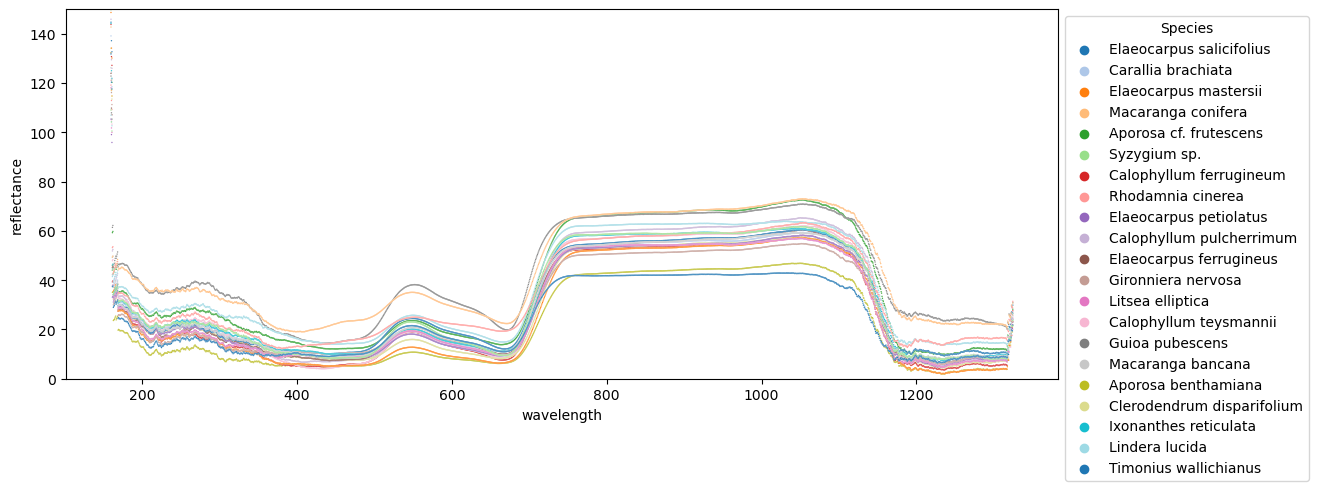 140
120
100
80
60
40
20
0
reflectance
200
400
600
800
1000
1200
wavelength
Species
Elaeocarpus salicifolius
Carallia brachiata
Elaeocarpus mastersii
Macaranga conifera
Aporosa cf. frutescens
Syzygium sp.
Calophyllum ferrugineum
Rhodamnia cinerea
Elaeocarpus petiolatus
Calophyllum pulcherrimum
Elaeocarpus ferrugineus
Gironniera nervosa
Litsea elliptica
Calophyllum teysmannii
Guioa pubescens
Macaranga bancana
Aporosa benthamiana
Clerodendrum disparifolium
Ixonanthes reticulata
Lindera lucida
Timonius wallichianus